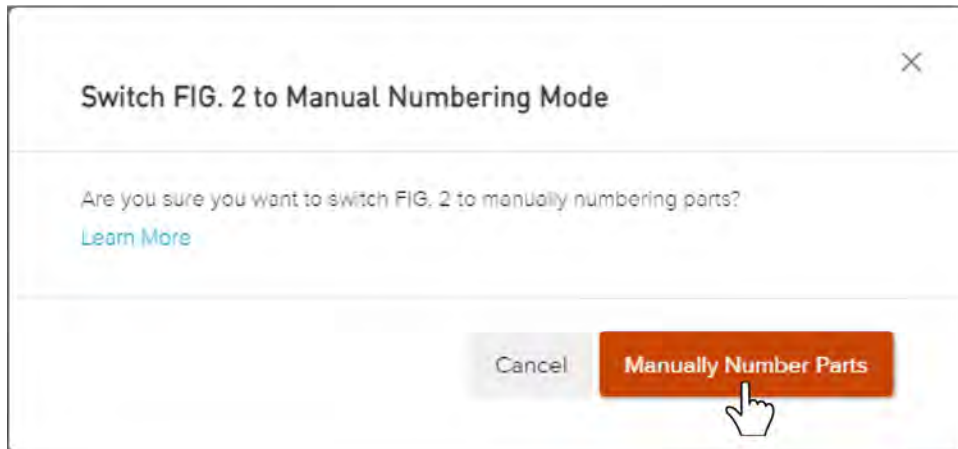 Switch FIG. 2 to Manual Numbering Mode
Are you sure you want to switch FIG. 2 to manually numbering parts?
Learn More
Cancel
Manually Number Parts